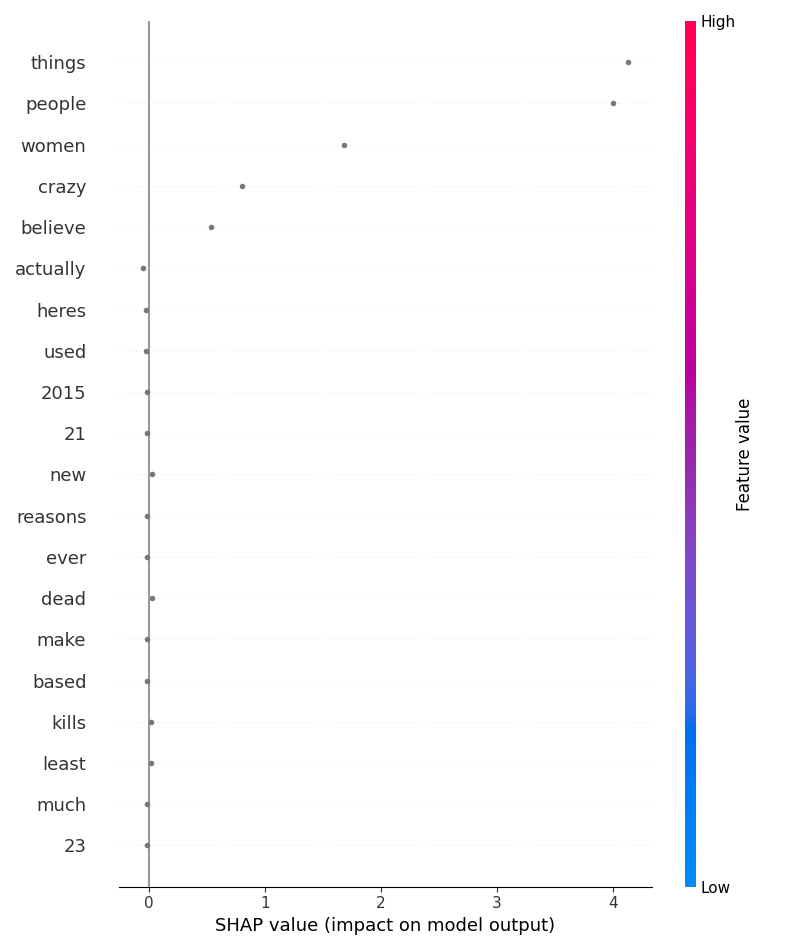 High
things
people
women
crazy
believe
actually
heres
used
2015
21
new
reasons
ever
dead
make
based
kills
least
much
23
Feature value
Low
0 1 2 3 4
SHAP value (impact on model output)